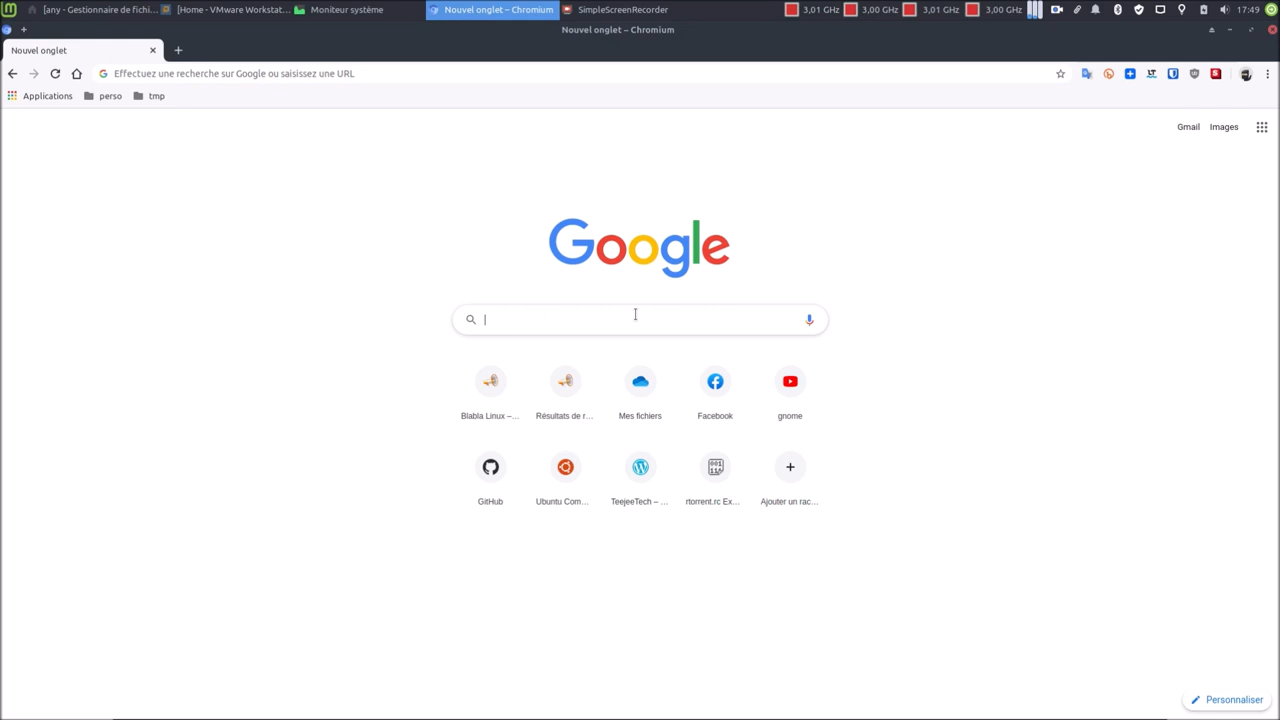 [any - Gestionnaire de fichi...
[Home - VMware Workstat...
Moniteur système
Nouvel onglet – Chromium
SimpleScreenRecorder
3,01 GHz
3,00 GHz
3,01 GHz
3,00 GHz
17:49
Nouvel onglet – Chromium
Nouvel onglet
Effectuez une recherche sur Google ou saisissez une URL
Applications
perso
tmp
Gmail
Images
Google
Blabla Linux –...
Résultats de r...
Mes fichiers
Facebook
gnome
GitHub
Ubuntu Com...
TeejeeTech – ...
rtorrent.rc Ex...
Ajouter un rac...
Personnaliser